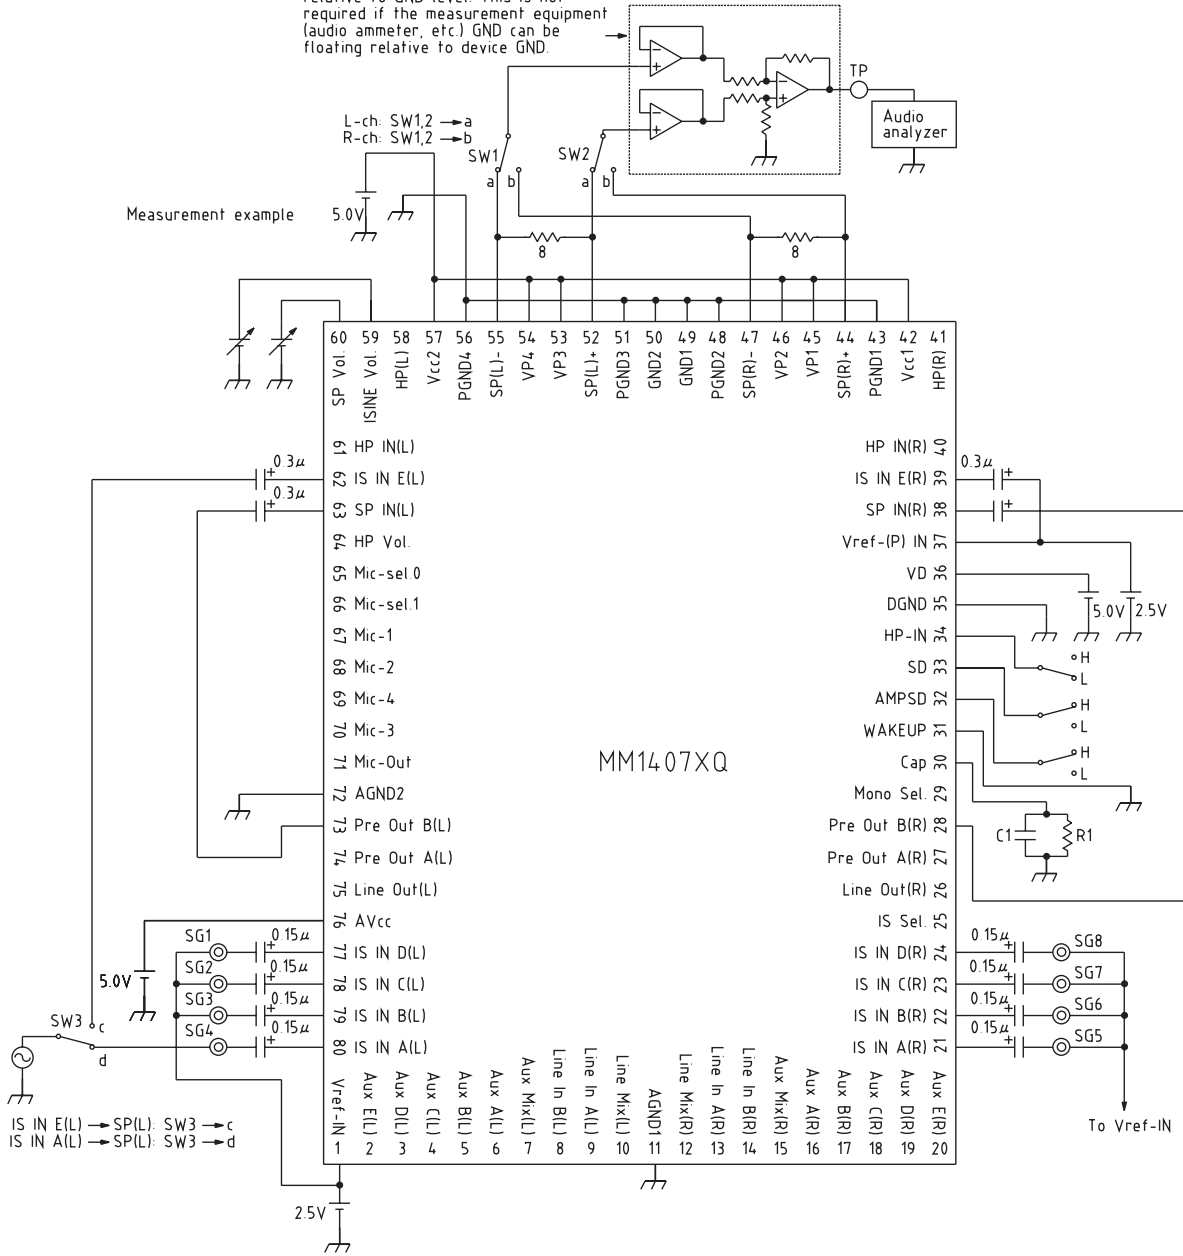 relative to GND level. This is not
required if the measurement equipment
(audio ammeter, etc.) GND can be
floating relative to device GND.
TP
Audio
analyzer
L-ch: SW1,2 → a
R-ch: SW1,2 → b
SW1
SW2
a
b
a
b
5.0V
Measurement example
8
8
60 59 58 57 56 55 54 53 52 51 50 49 48 47 46 45 44 43 42 41
SP Vol.
ISINE Vol.
HP(L)
Vcc2
PGND4
SP(L)-
VP4
VP3
SP(L)+
PGND3
GND2
GND1
PGND2
SP(R)-
VP2
VP1
SP(R)+
PGND1
Vcc1
HP(R)
61 HP IN(L)
0.3μ
+
62 IS IN E(L)
0.3μ
+
63 SP IN(L)
64 HP Vol.
65 Mic-sel.0
66 Mic-sel.1
67 Mic-1
68 Mic-2
69 Mic-4
70 Mic-3
71 Mic-Out
72 AGND2
73 Pre Out B(L)
74 Pre Out A(L)
75 Line Out(L)
76 AVcc
77 IS IN D(L)
78 IS IN C(L)
79 IS IN B(L)
80 IS IN A(L)
HP IN(R) 40
IS IN E(R) 39
0.3μ
+
SP IN(R) 38
+
Vref-(P) IN 37
VD 36
DGND 35
5.0V
2.5V
HP-IN 34
H
L
SD 33
H
L
AMPSD 32
WAKEUP 31
H
L
Cap 30
Mono Sel. 29
Pre Out B(R) 28
C1
R1
Pre Out A(R) 27
Line Out(R) 26
IS Sel. 25
IS IN D(R) 24
0.15μ
+
SG8
IS IN C(R) 23
0.15μ
+
SG7
IS IN B(R) 22
0.15μ
+
SG6
IS IN A(R) 21
0.15μ
+
SG5
To Vref-IN
MM1407XQ
5.0V
SG1
0.15μ
+
SG2
0.15μ
+
SG3
0.15μ
+
SG4
0.15μ
+
SW3
c
d
IS IN E(L) → SP(L): SW3 → c
IS IN A(L) → SP(L): SW3 → d
Vref-IN
Aux E(L)
Aux D(L)
Aux C(L)
Aux B(L)
Aux A(L)
Aux Mix(L)
Line In B(L)
Line In A(L)
Line Mix(L)
AGND1
Line Mix(R)
Line In A(R)
Line In B(R)
Aux Mix(R)
Aux A(R)
Aux B(R)
Aux C(R)
Aux D(R)
Aux E(R)
1 2 3 4 5 6 7 8 9 10 11 12 13 14 15 16 17 18 19 20
2.5V